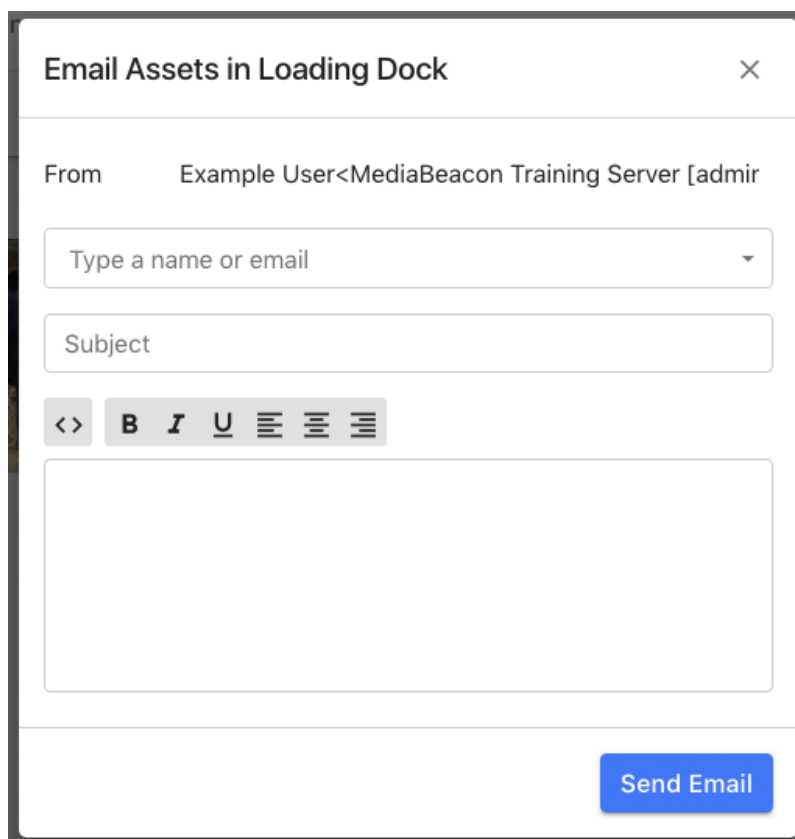 Email Assets in Loading Dock
From Example User<MediaBeacon Training Server [admir
Type a name or email
Subject
<> B I U
Send Email